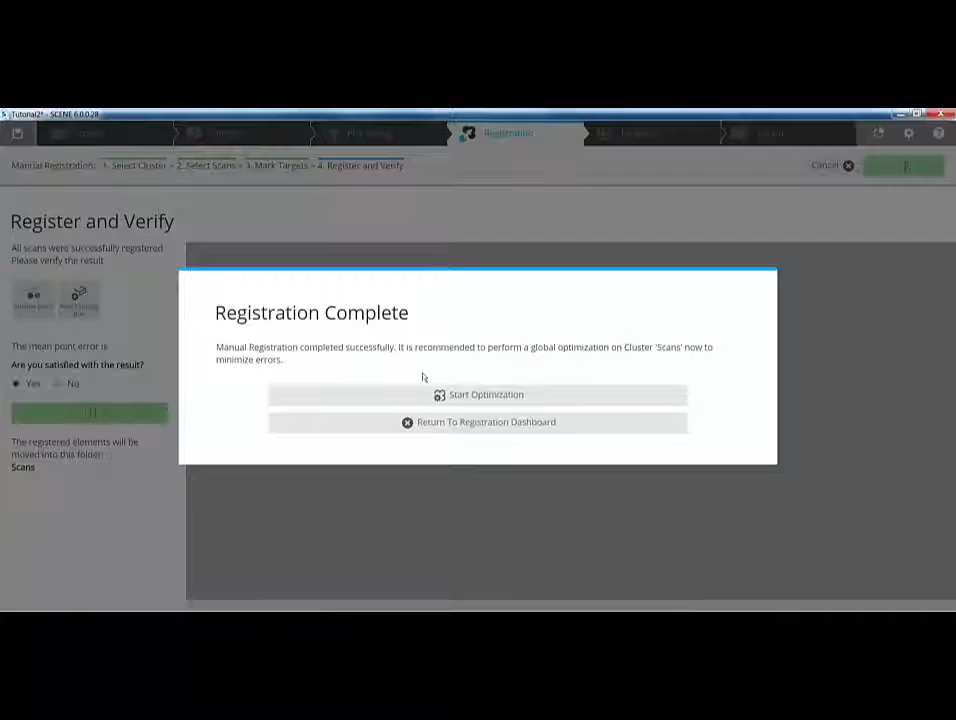 Tutorial2* - SCENE 6.0.0.28
Registration
Manual Registration: 1. Select Cluster > 2. Select Scans > 3. Mark Targets > 4. Register and Verify
Cancel
Register and Verify
All scans were successfully registered.
Please verify the result
The mean point error is
Are you satisfied with the result?
Yes No
The registered elements will be
moved into this folder:
Scans
Registration Complete
Manual Registration completed successfully. It is recommended to perform a global optimization on Cluster 'Scans' now to
minimize errors.
Start Optimization
Return To Registration Dashboard